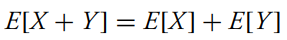 E[X + Y] = E[X] + E[Y]